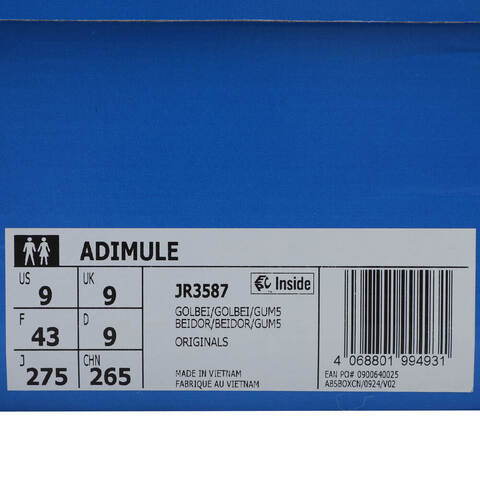 ADIMULE
US 9 UK 9
F 43 D 9
J 275 CHN 265
JR3587
Inside
GOLBEI/GOLBEI/GUM5
BEIDOR/BEIDOR/GUM5
ORIGINALS
MADE IN VIETNAM
FABRIQUÉ AU VIETNAM
4 068801 994931
EAN PO# 0900640025
ABSBOXCN/0924/V02